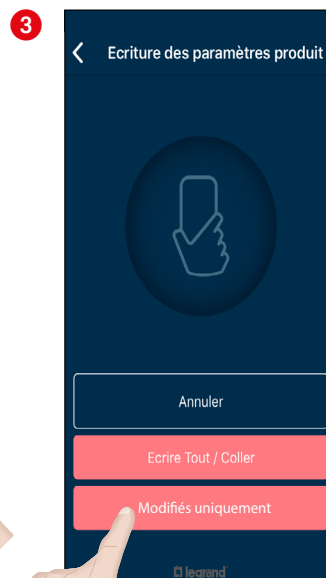 3
Ecriture des paramètres produit
Annuler
Ecrire Tout / Coller
Modifiés uniquement
legrand